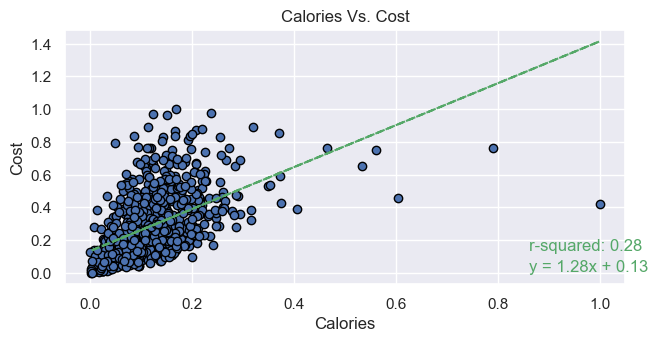 Calories Vs. Cost
1.4
1.2
1.0
0.8
0.6
0.4
0.2
0.0
Cost
r-squared: 0.28
y = 1.28x + 0.13
0.0 0.2 0.4 0.6 0.8 1.0
Calories